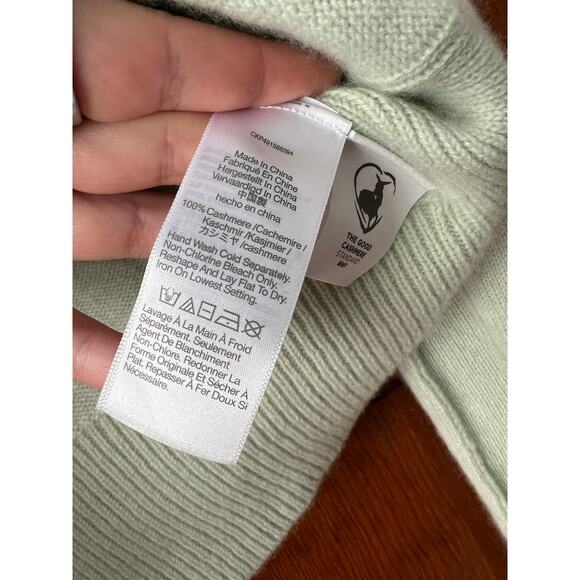 CKP491568394
Made In China
Fabriqué En Chine
Hergestellt In China
Vervaardigd In China
中国製
hecho en china
100% Cashmere /Cachemire /
Kaschmir /Kasjmier /
カシミヤ /cashmere
Hand Wash Cold Separately.
Non-Chlorine Bleach Only.
Reshape And Lay Flat To Dry.
Iron On Lowest Setting.
Lavage À La Main À Froid
Séparément. Seulement
Agent De Blanchiment
Non-Chlore. Redonner La
Forme Originale Et Sécher À
Plat. Repasser À Fer Doux Si
Nécessaire.
THE GOOD
CASHMERE
STANDARD